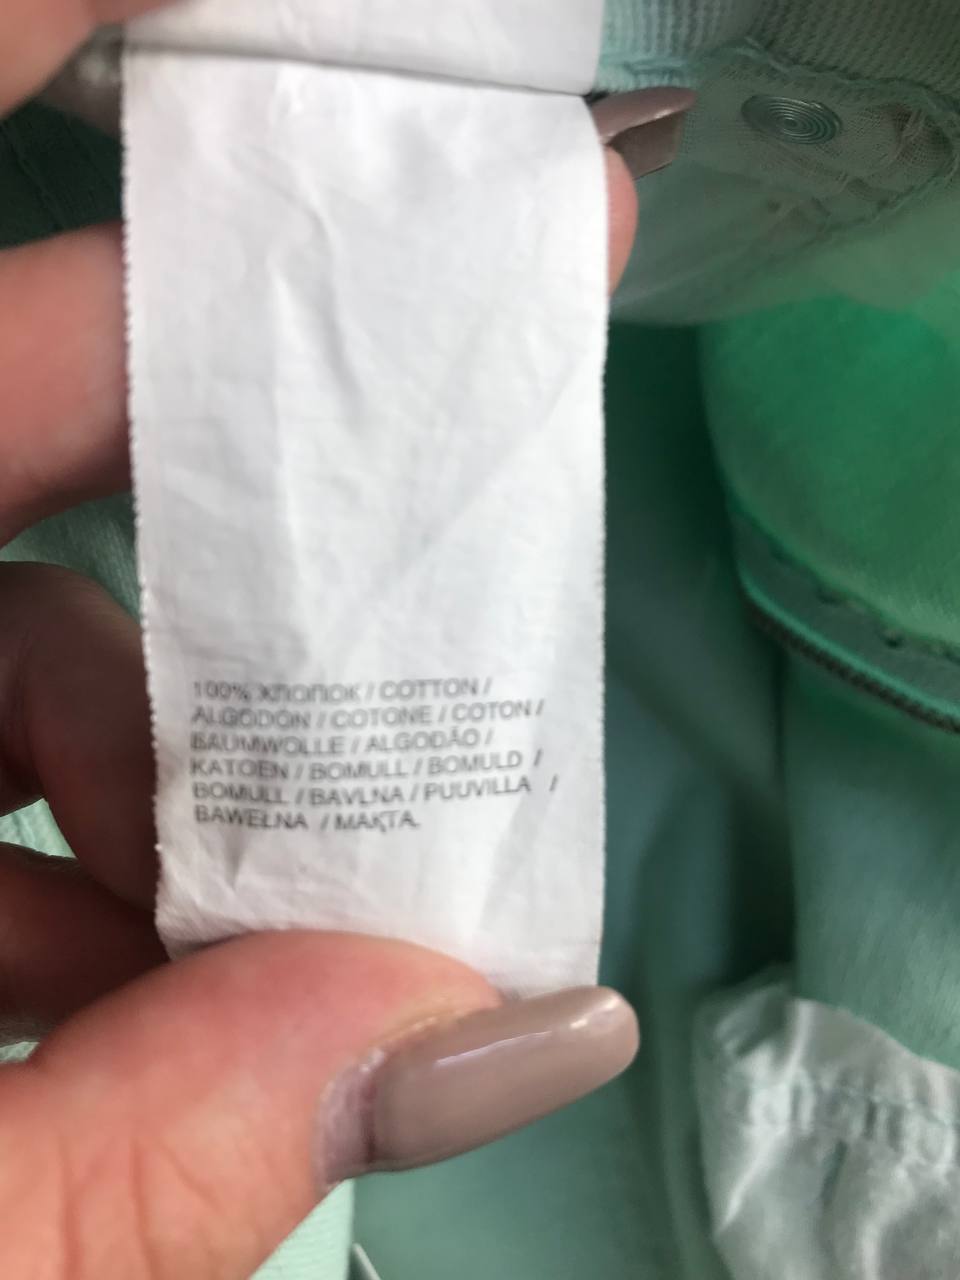 100% ХЛОПОК / COTTON /
ALGODÓN / COTONE / COTON /
BAUMWOLLE / ALGODÃO /
KATOEN / BOMULL / BOMULD /
BOMULL / BAVLNA / PUUVILLA /
BAWEŁNA / МАҚТА.